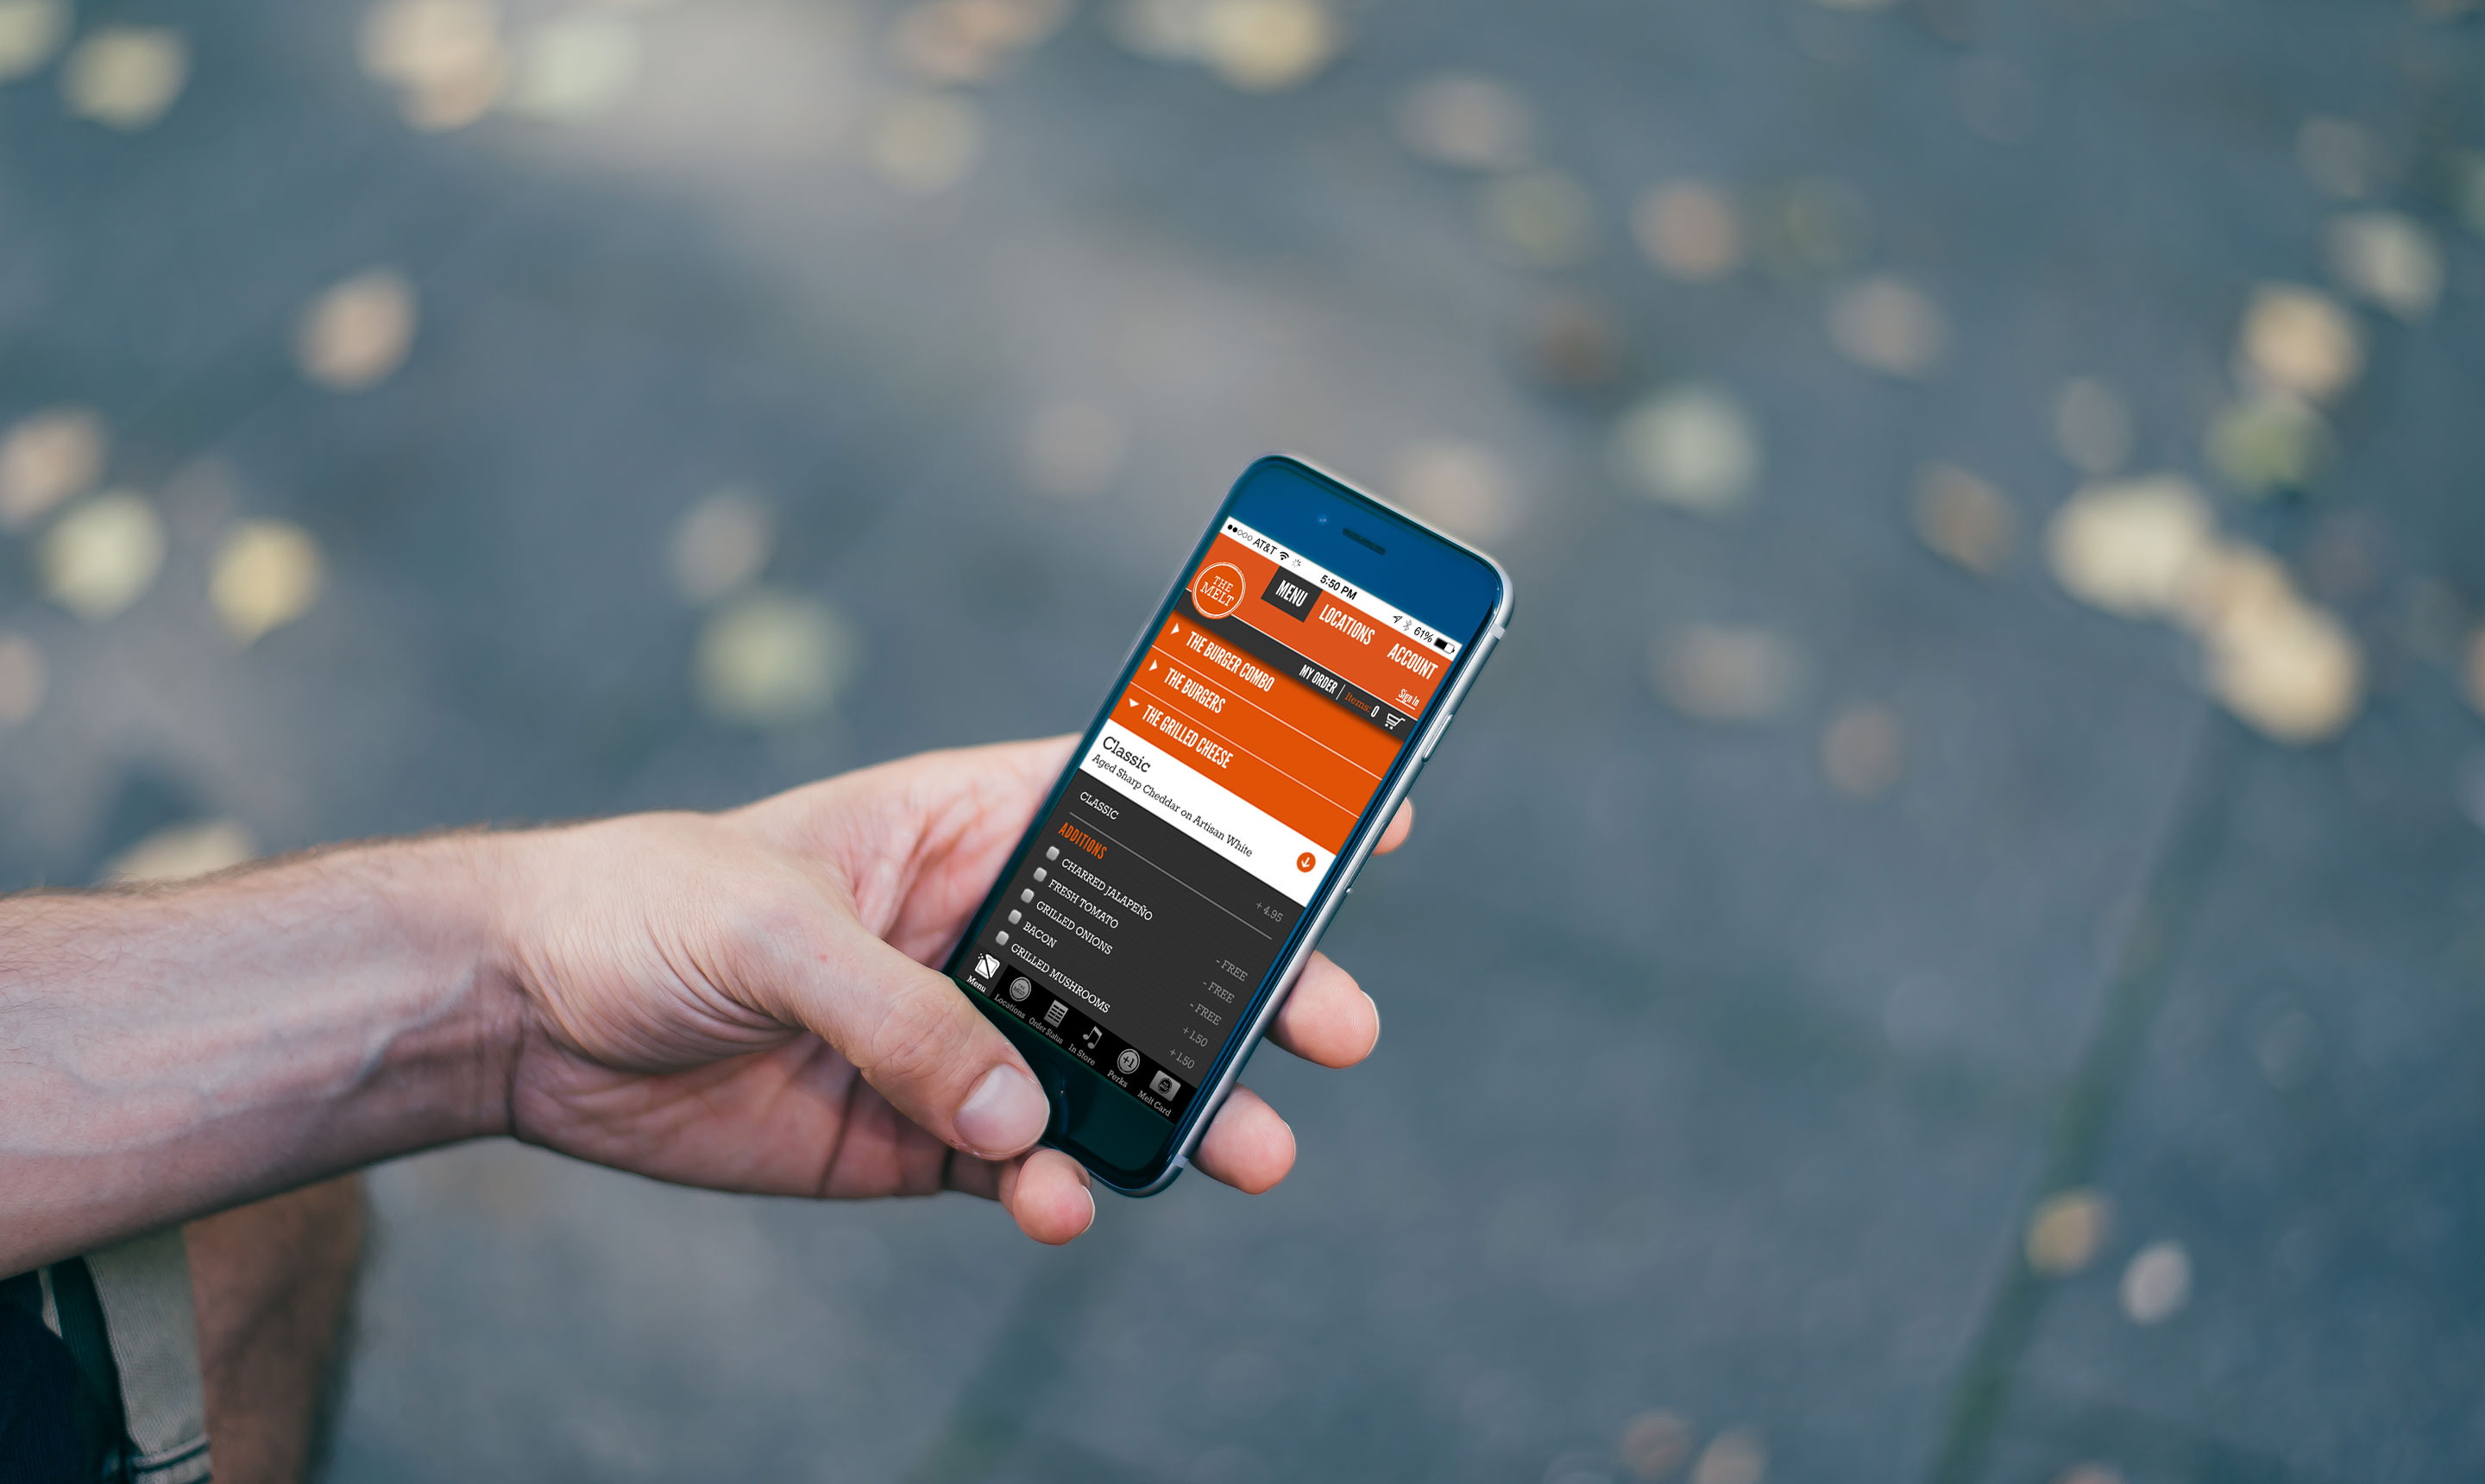 ●●○○○ AT&T 5:50 PM 61%
THE
MELT
MENU LOCATIONS ACCOUNT
Sign In
MY ORDER | Items: 0
THE BURGER COMBO
THE BURGERS
THE GRILLED CHEESE
Classic
Aged Sharp Cheddar on Artisan White
CLASSIC + 4.95
ADDITIONS
CHARRED JALAPEÑO - FREE
FRESH TOMATO - FREE
GRILLED ONIONS - FREE
BACON + 1.50
GRILLED MUSHROOMS + 1.50
Menu Locations Order Status In Store +1 Perks Melt Card